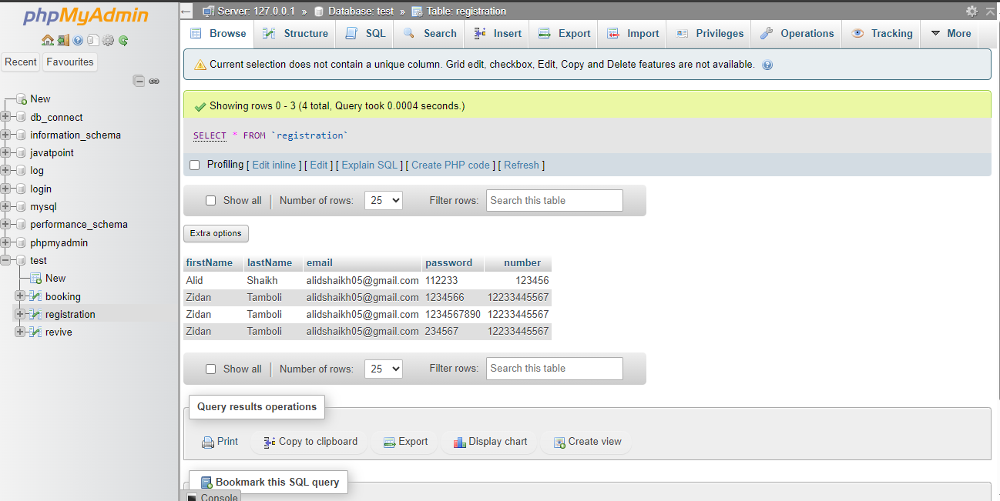 phpMyAdmin
Recent Favourites
New
db_connect
information_schema
javatpoint
log
login
mysql
performance_schema
phpmyadmin
test
New
booking
registration
revive
Server: 127.0.0.1 » Database: test » Table: registration
Browse Structure SQL Search Insert Export Import Privileges Operations Tracking More
Current selection does not contain a unique column. Grid edit, checkbox, Edit, Copy and Delete features are not available.
Showing rows 0 - 3 (4 total, Query took 0.0004 seconds.)
SELECT * FROM `registration`
Profiling [ Edit inline ] [ Edit ] [ Explain SQL ] [ Create PHP code ] [ Refresh ]
Show all Number of rows: 25 Filter rows: Search this table
Extra options
firstName lastName email password number
Alid Shaikh alidshaikh05@gmail.com 112233 123456
Zidan Tamboli alidshaikh05@gmail.com 1234566 12233445567
Zidan Tamboli alidshaikh05@gmail.com 1234567890 12233445567
Zidan Tamboli alidshaikh05@gmail.com 234567 12233445567
Show all Number of rows: 25 Filter rows: Search this table
Query results operations
Print Copy to clipboard Export Display chart Create view
Bookmark this SQL query
Console